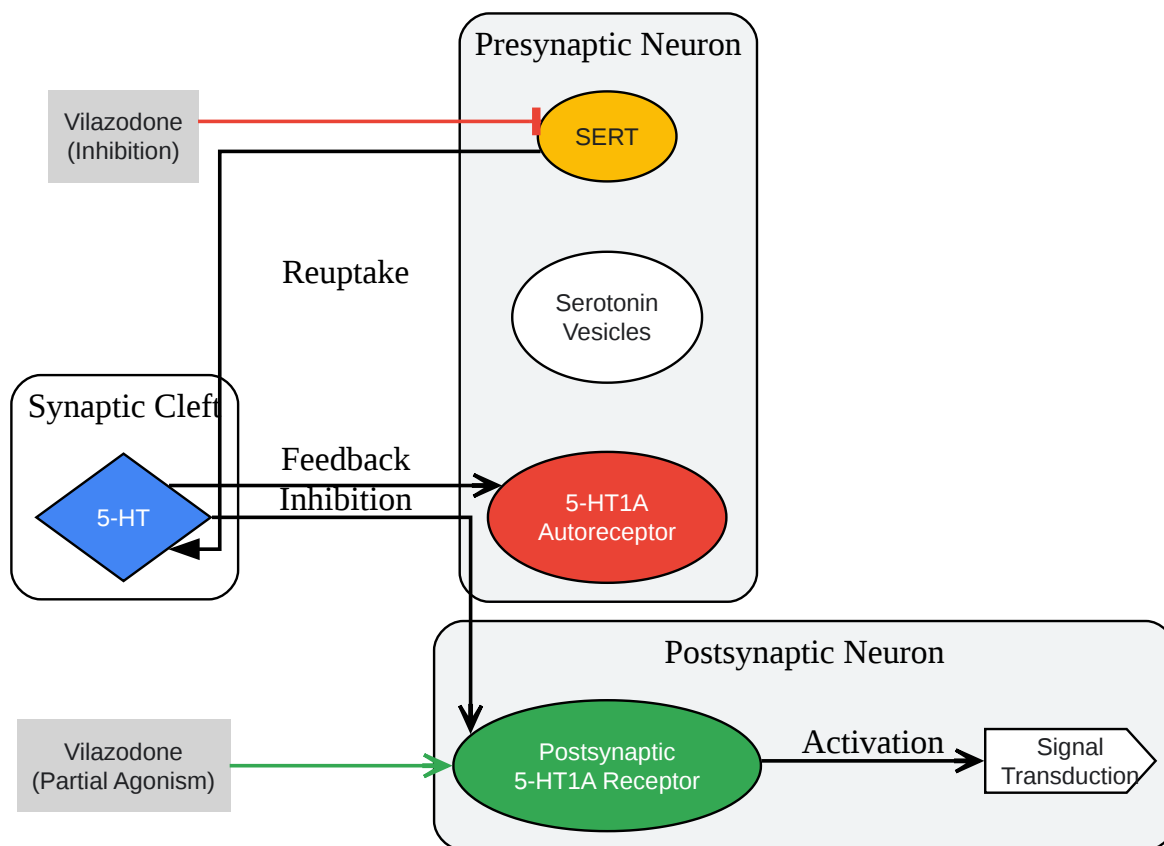 Presynaptic Neuron
Vilazodone
(Inhibition)
SERT
Reuptake
Serotonin
Vesicles
Synaptic Cleft
Feedback
Inhibition
5-HT
5-HT1A
Autoreceptor
Postsynaptic Neuron
Vilazodone
(Partial Agonism)
Postsynaptic
5-HT1A Receptor
Activation
Signal
Transduction